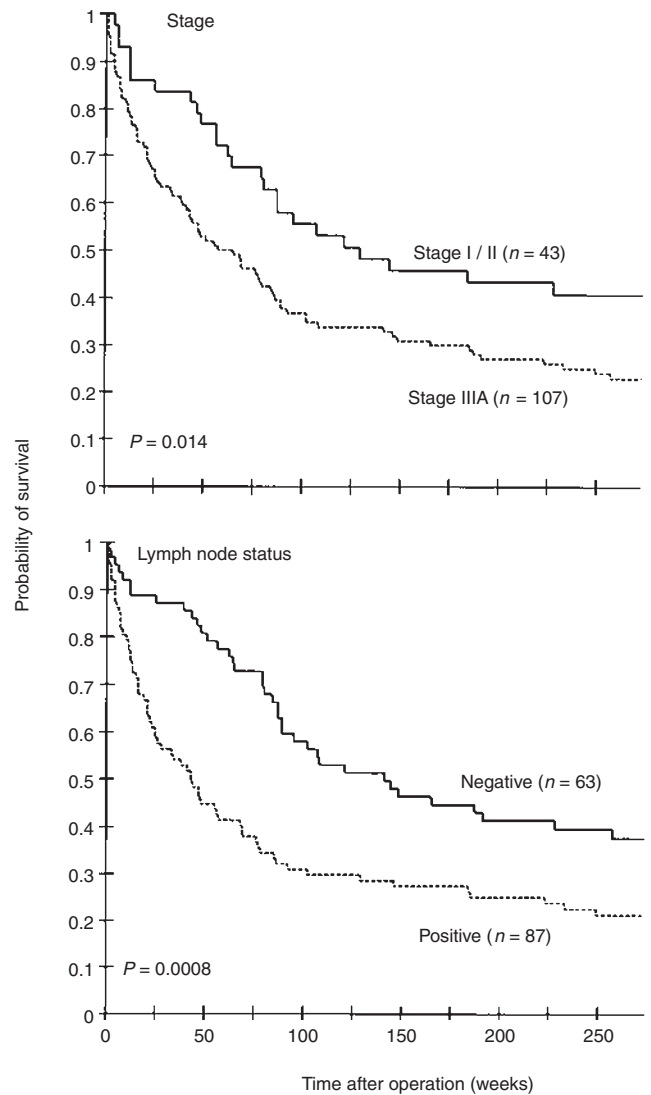 Probability of survival
1
Stage
0.9
0.8
0.7
0.6
0.5
Stage I / II (n = 43)
0.4
0.3
Stage IIIA (n = 107)
0.2
0.1
P = 0.014
0
1
Lymph node status
0.9
0.8
0.7
0.6
0.5
Negative (n = 63)
0.4
0.3
0.2
Positive (n = 87)
0.1
P = 0.0008
0
0 50 100 150 200 250
Time after operation (weeks)